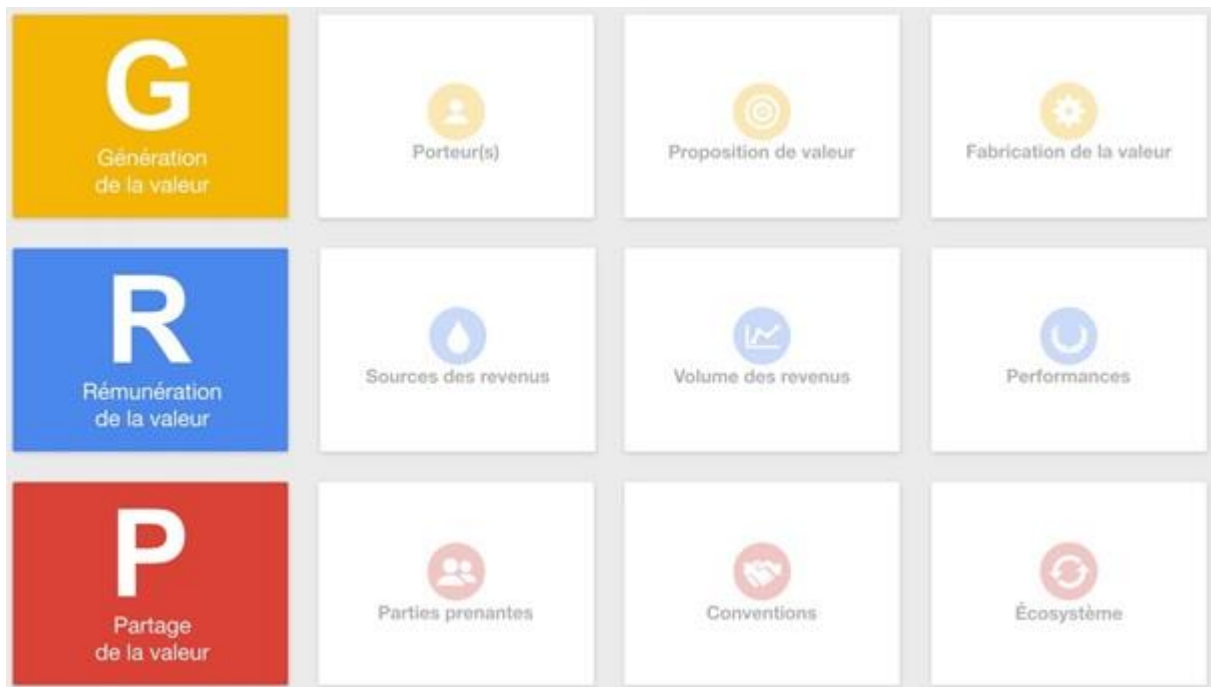 G
Génération
de la valeur
Porteur(s)
Proposition de valeur
Fabrication de la valeur
R
Rémunération
de la valeur
Sources des revenus
Volume des revenus
Performances
P
Partage
de la valeur
Parties prenantes
Conventions
Écosystème